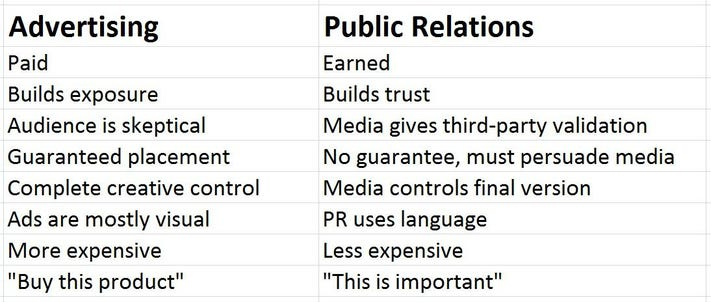 Advertising Public Relations
Paid Earned
Builds exposure Builds trust
Audience is skeptical Media gives third-party validation
Guaranteed placement No guarantee, must persuade media
Complete creative control Media controls final version
Ads are mostly visual PR uses language
More expensive Less expensive
"Buy this product" "This is important"